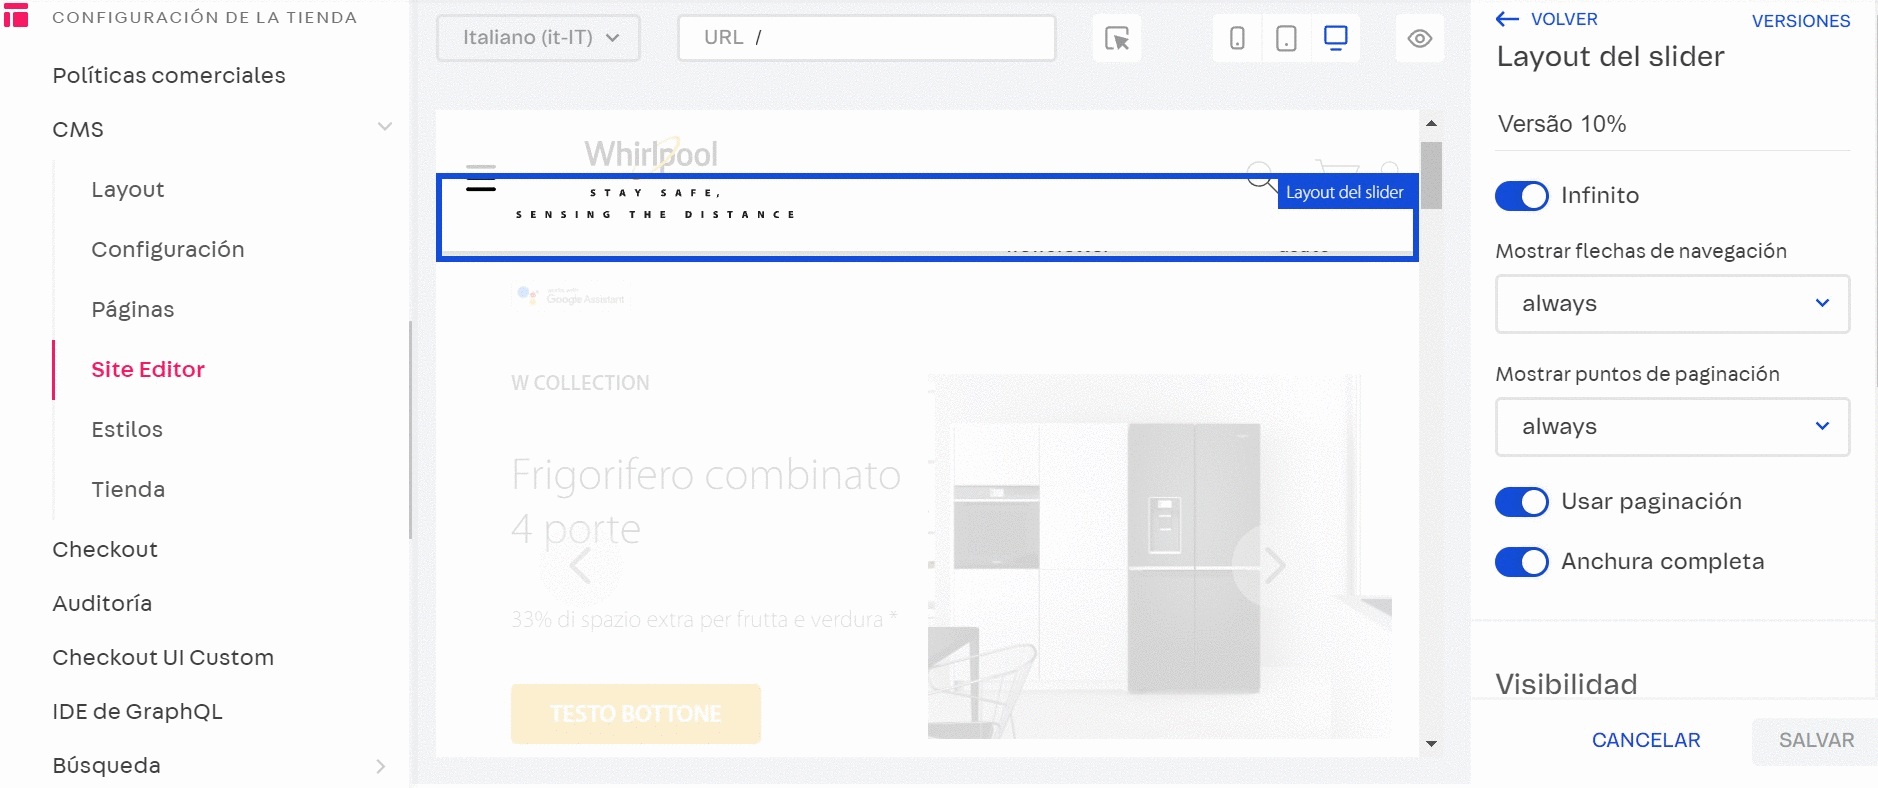 CONFIGURACIÓN DE LA TIENDA
Políticas comerciales
CMS
Layout
Configuración
Páginas
Site Editor
Estilos
Tienda
Checkout
Auditoría
Checkout UI Custom
IDE de GraphQL
Búsqueda
Italiano (it-IT)
URL /
Whirlpool
STAY SAFE,
SENSING THE DISTANCE
Layout del slider
Google Assistant
W COLLECTION
Frigorifero combinato
4 porte
33% di spazio extra per frutta e verdura *
TESTO BOTTONE
VOLVER
VERSIONES
Layout del slider
Versão 10%
Infinito
Mostrar flechas de navegación
always
Mostrar puntos de paginación
always
Usar paginación
Anchura completa
Visibilidad
CANCELAR
SALVAR